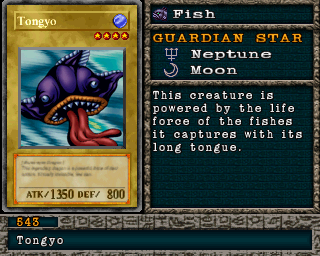 Tongyo
ATK/1350 DEF/ 800
Fish
GUARDIAN STAR
Neptune
Moon
This creature is
powered by the life
force of the fishes
it captures with its
long tongue.
543
Tongyo